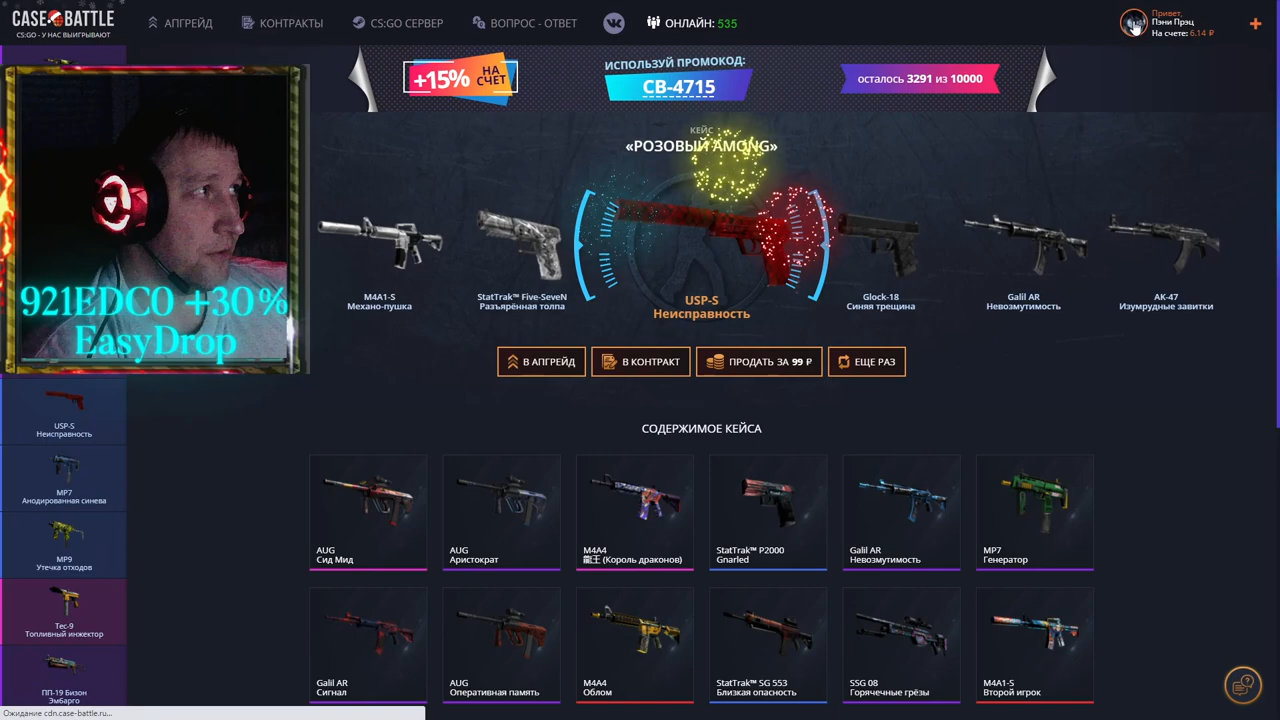 CASE BATTLE
CS:GO - У НАС ВЫИГРЫВАЮТ
АПГРЕЙД
КОНТРАКТЫ
CS:GO СЕРВЕР
ВОПРОС - ОТВЕТ
ОНЛАЙН: 535
Привет,
Пэни Прэц
На счете: 6.14 ₽
+15% НА СЧЕТ
ИСПОЛЬЗУЙ ПРОМОКОД:
CB-4715
осталось 3291 из 10000
КЕЙС
«РОЗОВЫЙ AMONG»
M4A1-S
Механо-пушка
StatTrak™ Five-SeveN
Разъярённая толпа
USP-S
Неисправность
Glock-18
Синяя трещина
Galil AR
Невозмутимость
AK-47
Изумрудные завитки
921EDC0 +30%
EasyDrop
В АПГРЕЙД
В КОНТРАКТ
ПРОДАТЬ ЗА 99 ₽
ЕЩЕ РАЗ
USP-S
Неисправность
MP7
Анодированная синева
MP9
Утечка отходов
Tec-9
Топливный инжектор
ПП-19 Бизон
Эмбарго
СОДЕРЖИМОЕ КЕЙСА
AUG
Сид Мид
AUG
Аристократ
M4A4
龍王 (Король драконов)
StatTrak™ P2000
Gnarled
Galil AR
Невозмутимость
MP7
Генератор
Galil AR
Сигнал
AUG
Оперативная память
M4A4
Облом
StatTrak™ SG 553
Близкая опасность
SSG 08
Горячечные грёзы
M4A1-S
Второй игрок
Ожидание cdn.case-battle.ru...